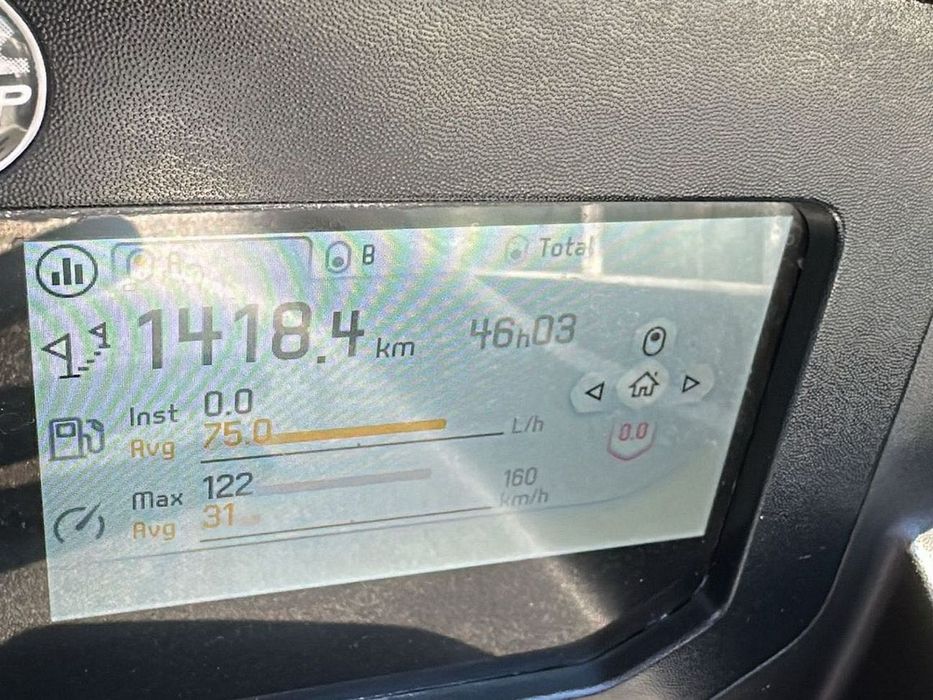 P
A B Total
1418.4 km 46h03
Inst 0.0
Avg 75.0 L/h
0.0
Max 122 160
Avg 31 km/h